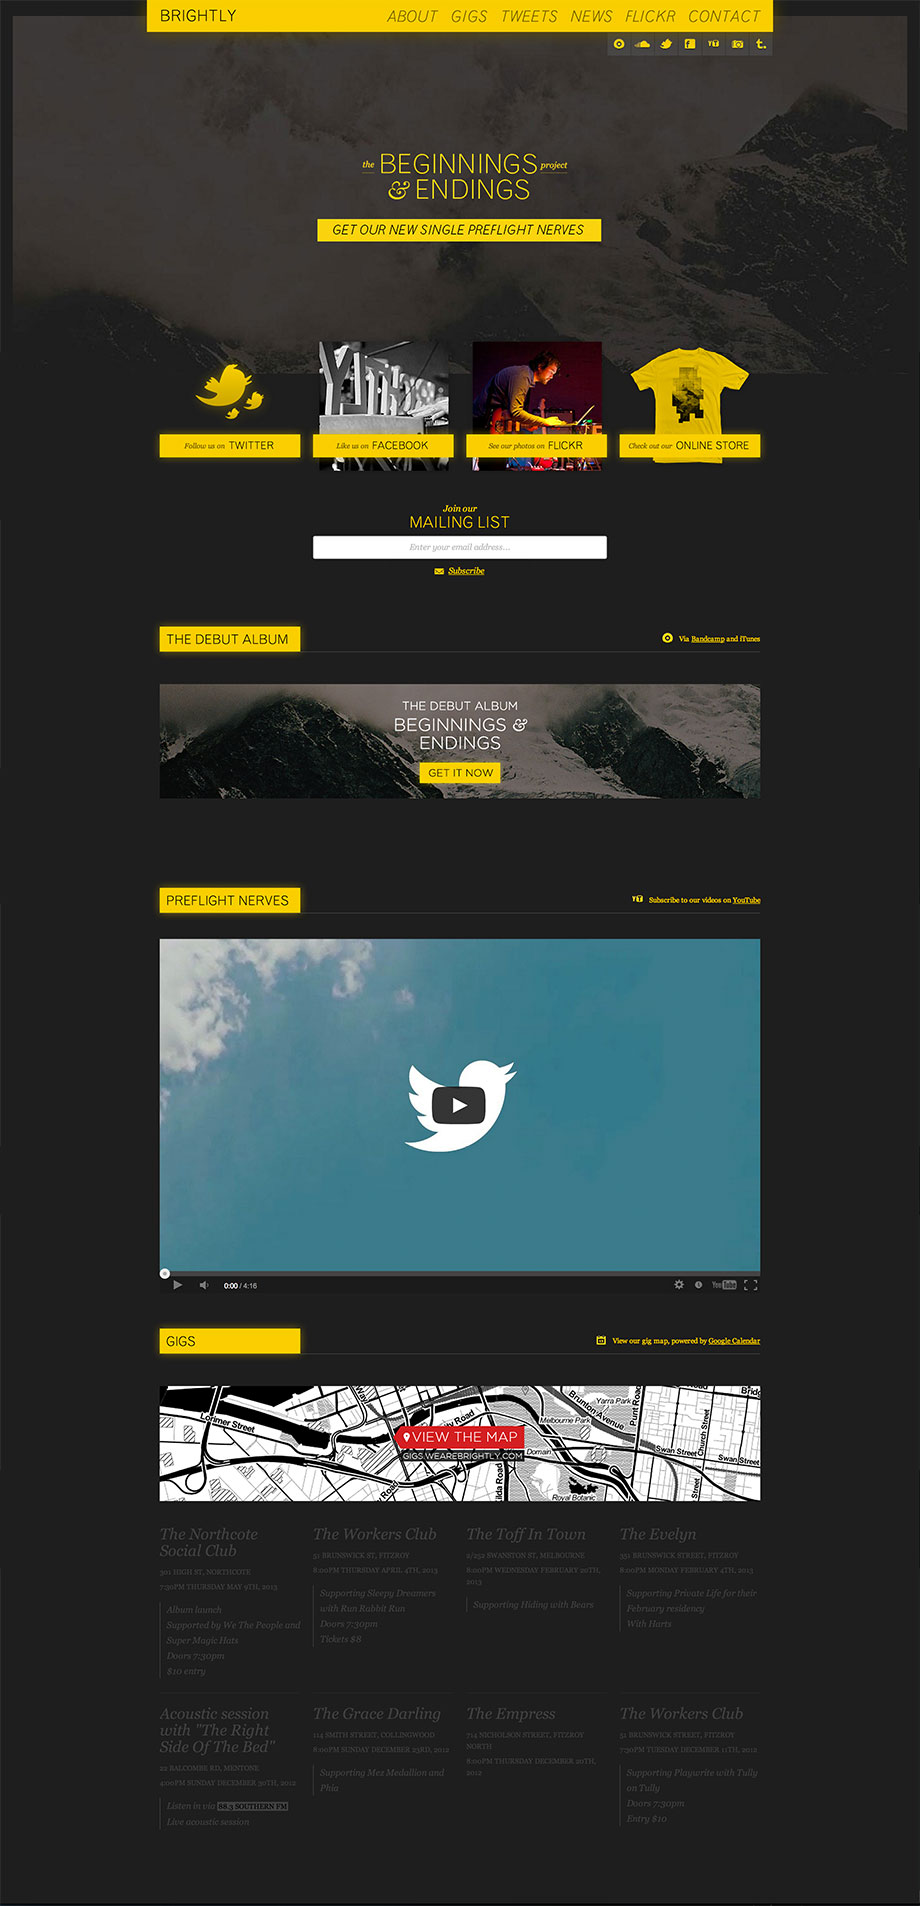 BRIGHTLY
ABOUT GIGS TWEETS NEWS FLICKR CONTACT
the BEGINNINGS project
& ENDINGS
GET OUR NEW SINGLE PREFLIGHT NERVES
Follow us on TWITTER
Like us on FACEBOOK
See our photos on FLICKR
Check out our ONLINE STORE
Join our
MAILING LIST
Enter your email address...
Subscribe
THE DEBUT ALBUM
Via Bandcamp and iTunes
THE DEBUT ALBUM
BEGINNINGS &
ENDINGS
GET IT NOW
PREFLIGHT NERVES
Subscribe to our videos on YouTube
0:00 / 4:16
YouTube
GIGS
View our gig map, powered by Google Calendar
Lorimer Street
Way
Road
Melbourne Park
Brunton Avenue
Yarra Park
Punt Road
Road
Bridg
Church Street
Swan Street
Swan Street
Domain
Kilda Road
Royal Botanic
VIEW THE MAP
GIGS.WEAREBRIGHTLY.COM
The Northcote
Social Club
301 HIGH ST, NORTHCOTE
7:30PM THURSDAY MAY 9TH, 2013
Album launch
Supported by We The People and
Super Magic Hats
Doors 7:30pm
$10 entry
The Workers Club
51 BRUNSWICK ST, FITZROY
8:00PM THURSDAY APRIL 4TH, 2013
Supporting Sleepy Dreamers
with Run Rabbit Run
Doors 7:30pm
Tickets $8
The Toff In Town
2/252 SWANSTON ST, MELBOURNE
8:00PM WEDNESDAY FEBRUARY 20TH,
2013
Supporting Hiding with Bears
The Evelyn
351 BRUNSWICK STREET, FITZROY
8:00PM MONDAY FEBRUARY 4TH, 2013
Supporting Private Life for their
February residency
With Harts
Acoustic session
with "The Right
Side Of The Bed"
22 BALCOMBE RD, MENTONE
4:00PM SUNDAY DECEMBER 30TH, 2012
Listen in via 88.3 SOUTHERN FM
Live acoustic session
The Grace Darling
114 SMITH STREET, COLLINGWOOD
8:00PM SUNDAY DECEMBER 23RD, 2012
Supporting Mez Medallion and
Phia
The Empress
714 NICHOLSON STREET, FITZROY
NORTH
8:00PM THURSDAY DECEMBER 20TH,
2012
The Workers Club
51 BRUNSWICK STREET, FITZROY
7:30PM TUESDAY DECEMBER 11TH, 2012
Supporting Playwrite with Tully
on Tully
Doors 7:30pm
Entry $10